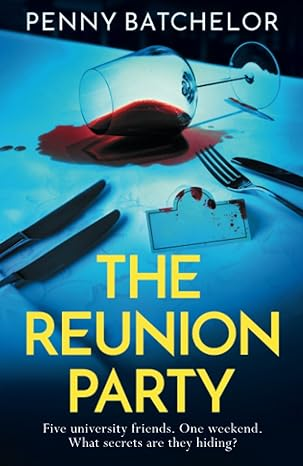 PENNY BATCHELOR
THE
REUNION
PARTY
Five university friends. One weekend.
What secrets are they hiding?